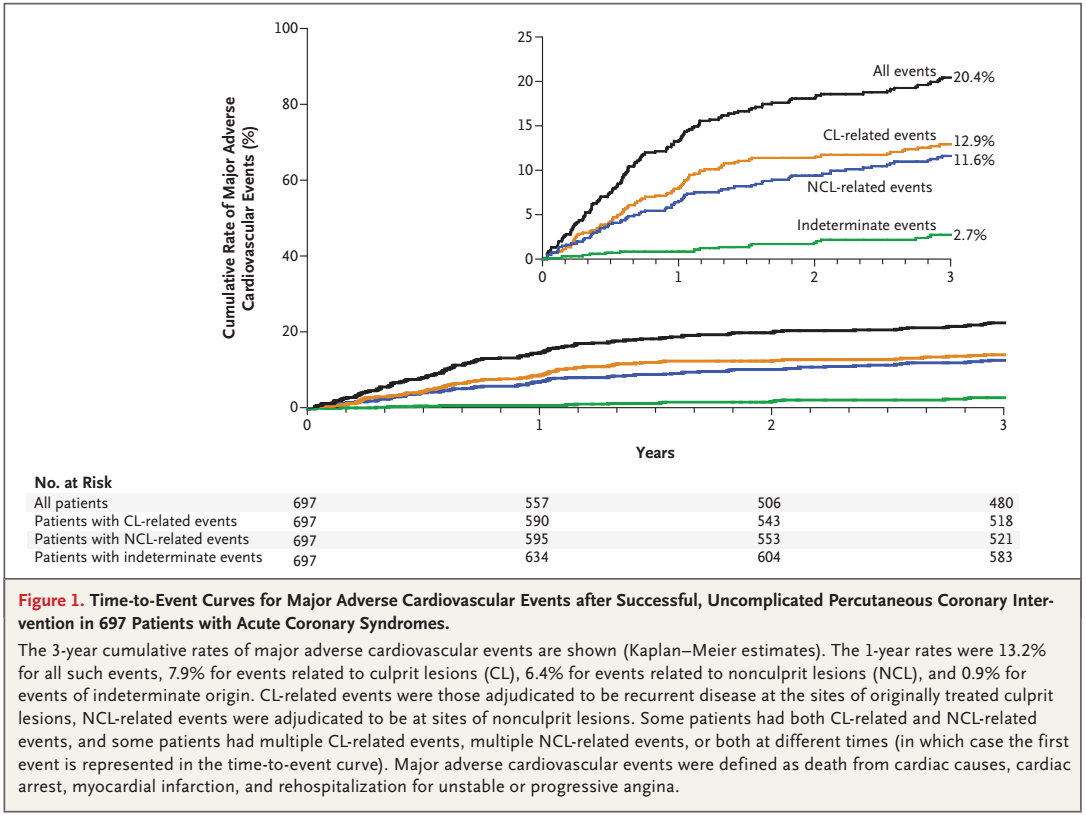 Cumulative Rate of Major Adverse
Cardiovascular Events (%)
100
80
60
40
20
0
0
1
2
3
Years
25
20
15
10
5
0
0
1
2
3
All events
20.4%
CL-related events
12.9%
11.6%
NCL-related events
Indeterminate events
2.7%
No. at Risk
All patients 697 557 506 480
Patients with CL-related events 697 590 543 518
Patients with NCL-related events 697 595 553 521
Patients with indeterminate events 697 634 604 583
Figure 1. Time-to-Event Curves for Major Adverse Cardiovascular Events after Successful, Uncomplicated Percutaneous Coronary Inter-
vention in 697 Patients with Acute Coronary Syndromes.
The 3-year cumulative rates of major adverse cardiovascular events are shown (Kaplan–Meier estimates). The 1-year rates were 13.2%
for all such events, 7.9% for events related to culprit lesions (CL), 6.4% for events related to nonculprit lesions (NCL), and 0.9% for
events of indeterminate origin. CL-related events were those adjudicated to be recurrent disease at the sites of originally treated culprit
lesions, NCL-related events were adjudicated to be at sites of nonculprit lesions. Some patients had both CL-related and NCL-related
events, and some patients had multiple CL-related events, multiple NCL-related events, or both at different times (in which case the first
event is represented in the time-to-event curve). Major adverse cardiovascular events were defined as death from cardiac causes, cardiac
arrest, myocardial infarction, and rehospitalization for unstable or progressive angina.